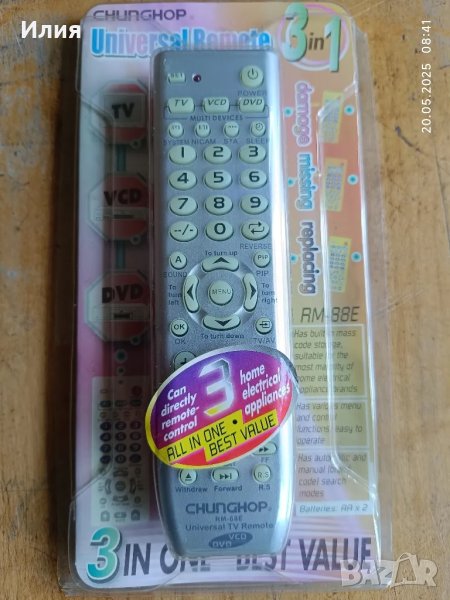 Илия
20.05.2025 08:41
CHUNGHOP
Universal Remote
3 in 1
damage missing replacing
TV
VCD
DVD
POWER
TV VCD DVD
MULTI DEVICES
SYSTEM NICAM STA SLEEP
1 2 3
4 5 6
7 8 9
-/-- 0
REVERSE
A
To turn up
P\P
SOUND
PIP
To turn left
MENU
To turn right
OK
To turn down
OK
TV/AV
RM-88E
Has built in mass
code storage,
suitable for the
most majority of
home electrical
appliance brands.
Has various menu
and control
functions, easy to
operate
Has automatic and
manual (or
code) search
modes
Batteries: AA x 2
Can directly remote-control
3
home electrical appliances
ALL IN ONE • BEST VALUE
FF
R.S
Withdraw Forward R.S
CHUNGHOP
RM-88E
Universal TV Remote
VCD
DVD
3 IN ONE BEST VALUE
BAZAR